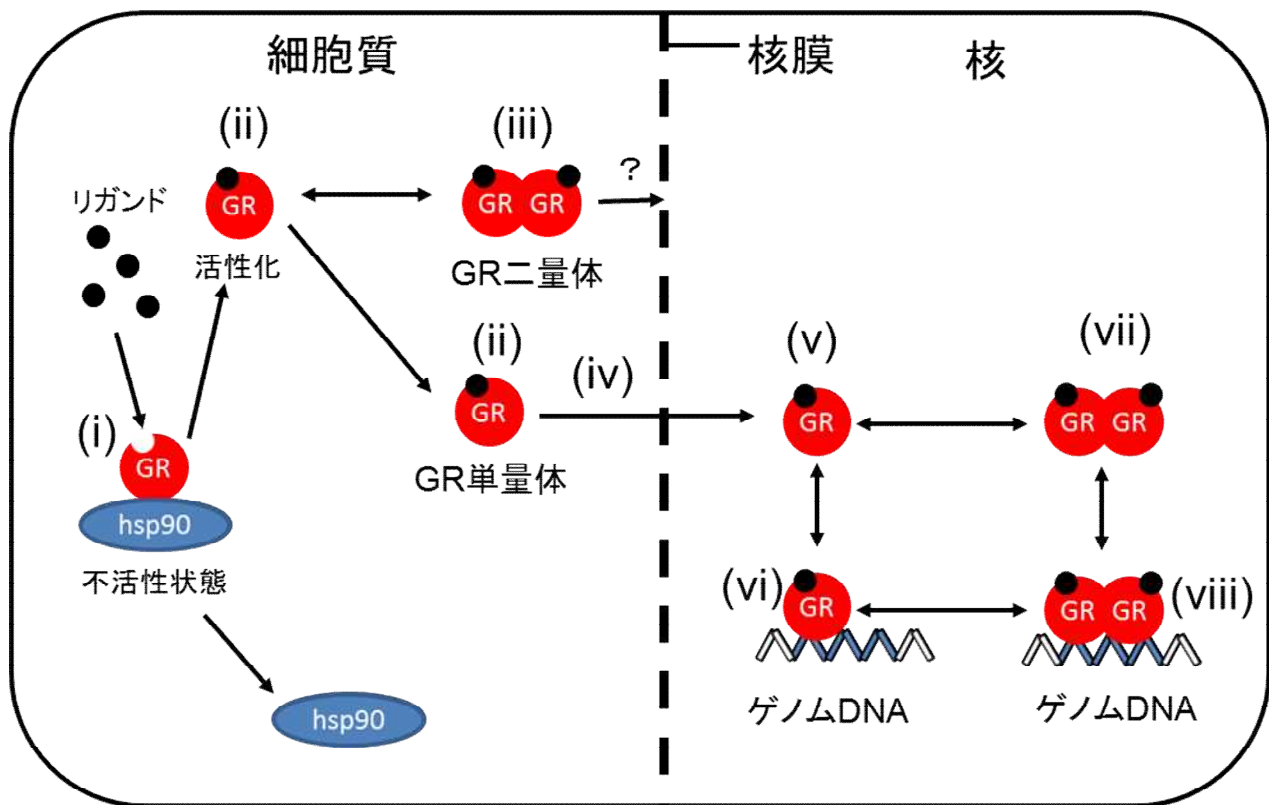 細胞質
核膜
核
(ii)
(iii)
?
リガンド
GR
GR GR
活性化
GR二量体
(ii)
(iv)
(v)
(vii)
(i)
GR
GR
GR
GR GR
GR単量体
hsp90
不活性状態
(vi)
GR
GR GR
(viii)
hsp90
ゲノムDNA
ゲノムDNA